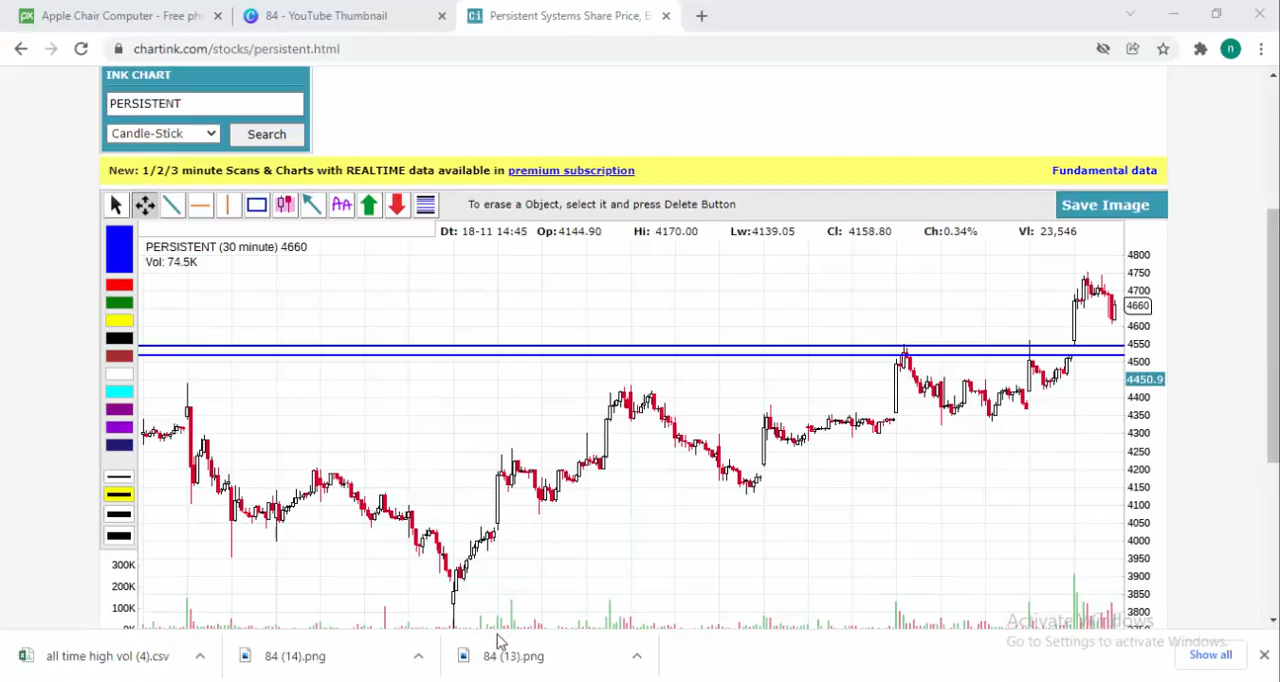 Apple Chair Computer - Free ph
84 - YouTube Thumbnail
Ci Persistent Systems Share Price, E
chartink.com/stocks/persistent.html
n
INK CHART
PERSISTENT
Candle-Stick
Search
New: 1/2/3 minute Scans & Charts with REALTIME data available in premium subscription
Fundamental data
To erase a Object, select it and press Delete Button
Save Image
Dt: 18-11 14:45 Op:4144.90 Hi: 4170.00 Lw:4139.05 Cl: 4158.80 Ch:0.34% Vl: 23,546
PERSISTENT (30 minute) 4660
Vol: 74.5K
4800
4750
4700
4660
4600
4550
4500
4450.9
4400
4350
4300
4250
4200
4150
4100
4050
4000
3950
3900
3850
3800
300K
200K
100K
Activate Windows
Go to Settings to activate Windows.
all time high vol (4).csv
84 (14).png
84 (13).png
Show all